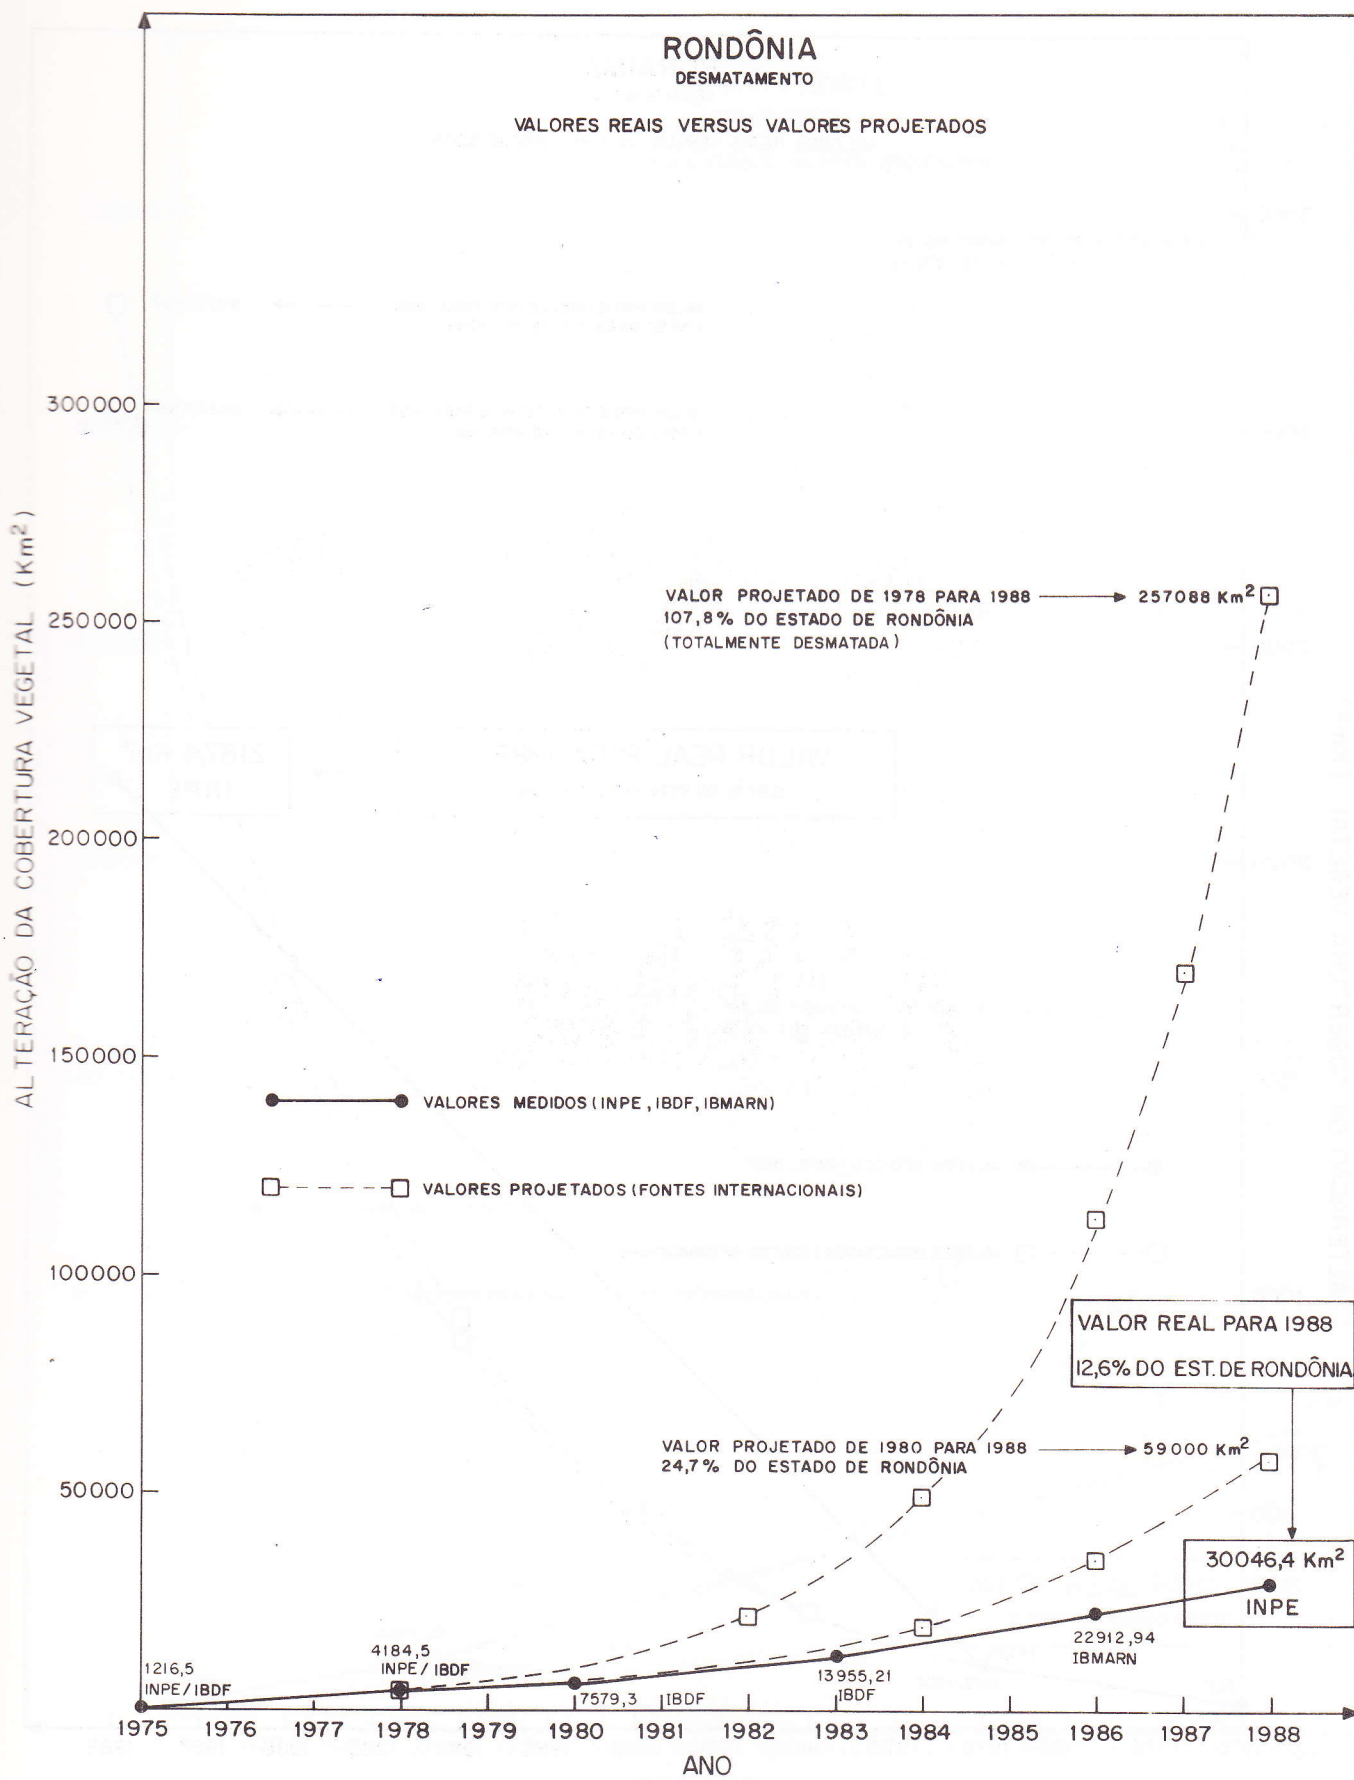 RONDÔNIA
DESMATAMENTO
VALORES REAIS VERSUS VALORES PROJETADOS
ALTERAÇÃO DA COBERTURA VEGETAL (Km²)
300000
250000
200000
150000
100000
50000
VALOR PROJETADO DE 1978 PARA 1988 257088 Km²
107,8% DO ESTADO DE RONDÔNIA
(TOTALMENTE DESMATADA)
VALORES MEDIDOS (INPE, IBDF, IBMARN)
VALORES PROJETADOS (FONTES INTERNACIONAIS)
VALOR REAL PARA 1988
12,6% DO EST. DE RONDÔNIA
VALOR PROJETADO DE 1980 PARA 1988 59000 Km²
24,7% DO ESTADO DE RONDÔNIA
30046,4 Km²
INPE
1216,5
INPE/IBDF
4184,5
INPE/IBDF
7579,3 IBDF
13955,21
IBDF
22912,94
IBMARN
1975 1976 1977 1978 1979 1980 1981 1982 1983 1984 1985 1986 1987 1988
ANO